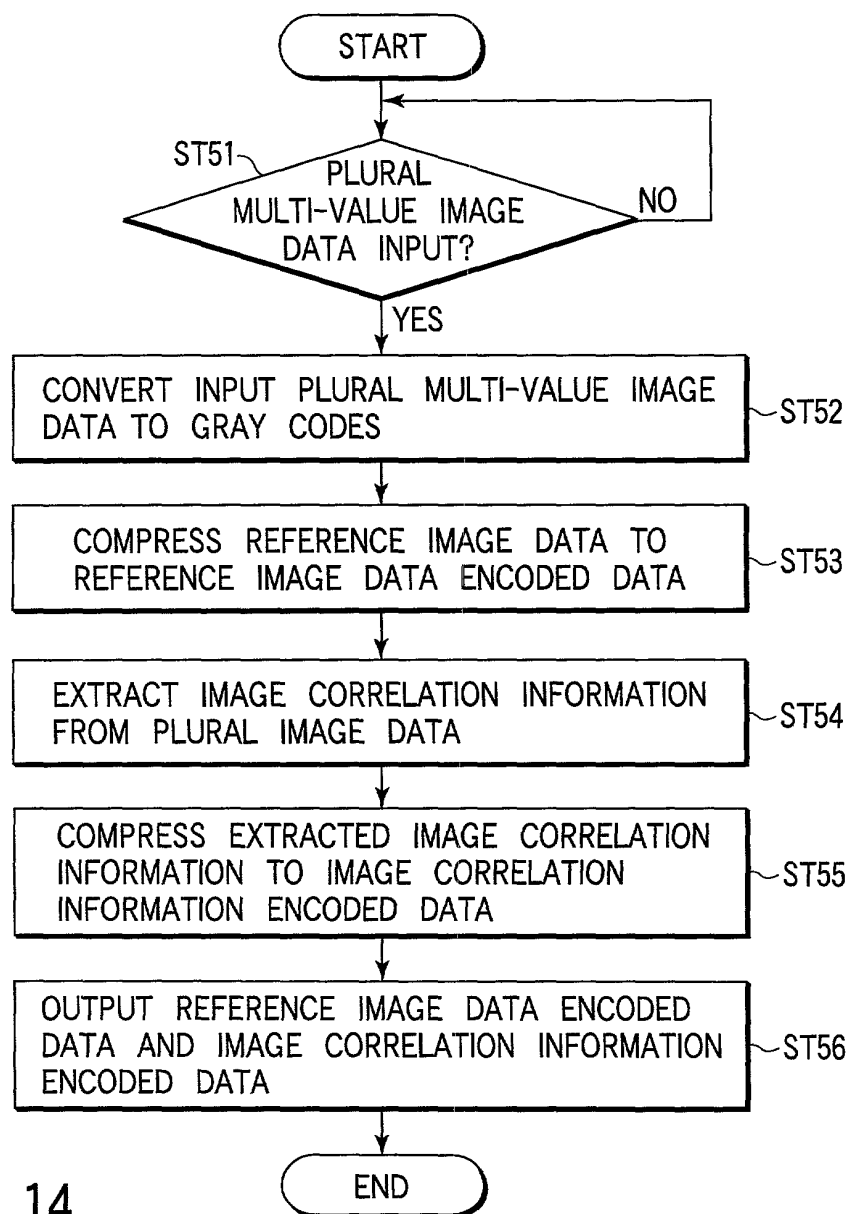 START
ST51
PLURAL
MULTI-VALUE IMAGE
DATA INPUT?
NO
YES
CONVERT INPUT PLURAL MULTI-VALUE IMAGE
DATA TO GRAY CODES
ST52
COMPRESS REFERENCE IMAGE DATA TO
REFERENCE IMAGE DATA ENCODED DATA
ST53
EXTRACT IMAGE CORRELATION INFORMATION
FROM PLURAL IMAGE DATA
ST54
COMPRESS EXTRACTED IMAGE CORRELATION
INFORMATION TO IMAGE CORRELATION
INFORMATION ENCODED DATA
ST55
OUTPUT REFERENCE IMAGE DATA ENCODED
DATA AND IMAGE CORRELATION INFORMATION
ENCODED DATA
ST56
END
14